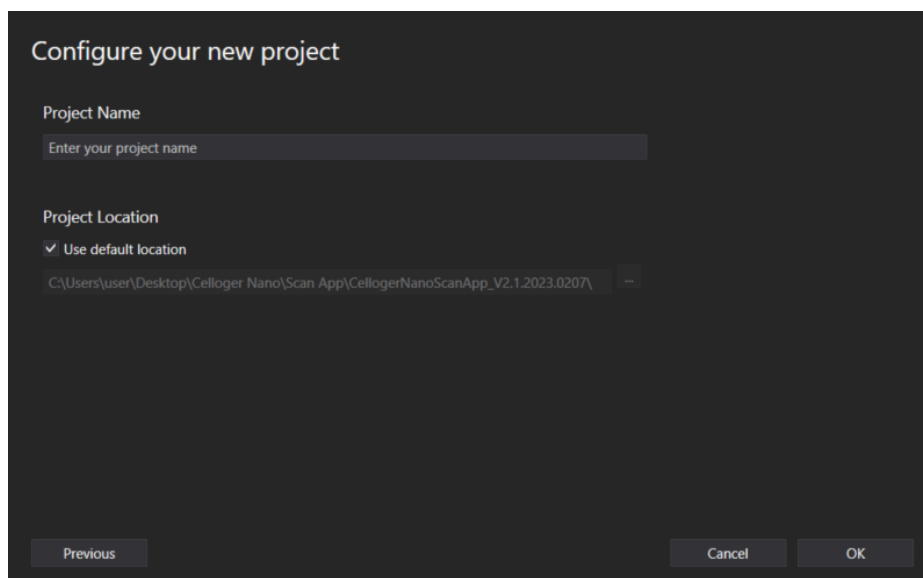 Configure your new project
Project Name
Enter your project name
Project Location
Use default location
C:\Users\user\Desktop\Celloger Nano\Scan App\CellogerNanoScanApp_V2.1.2023.0207\ ...
Previous Cancel OK